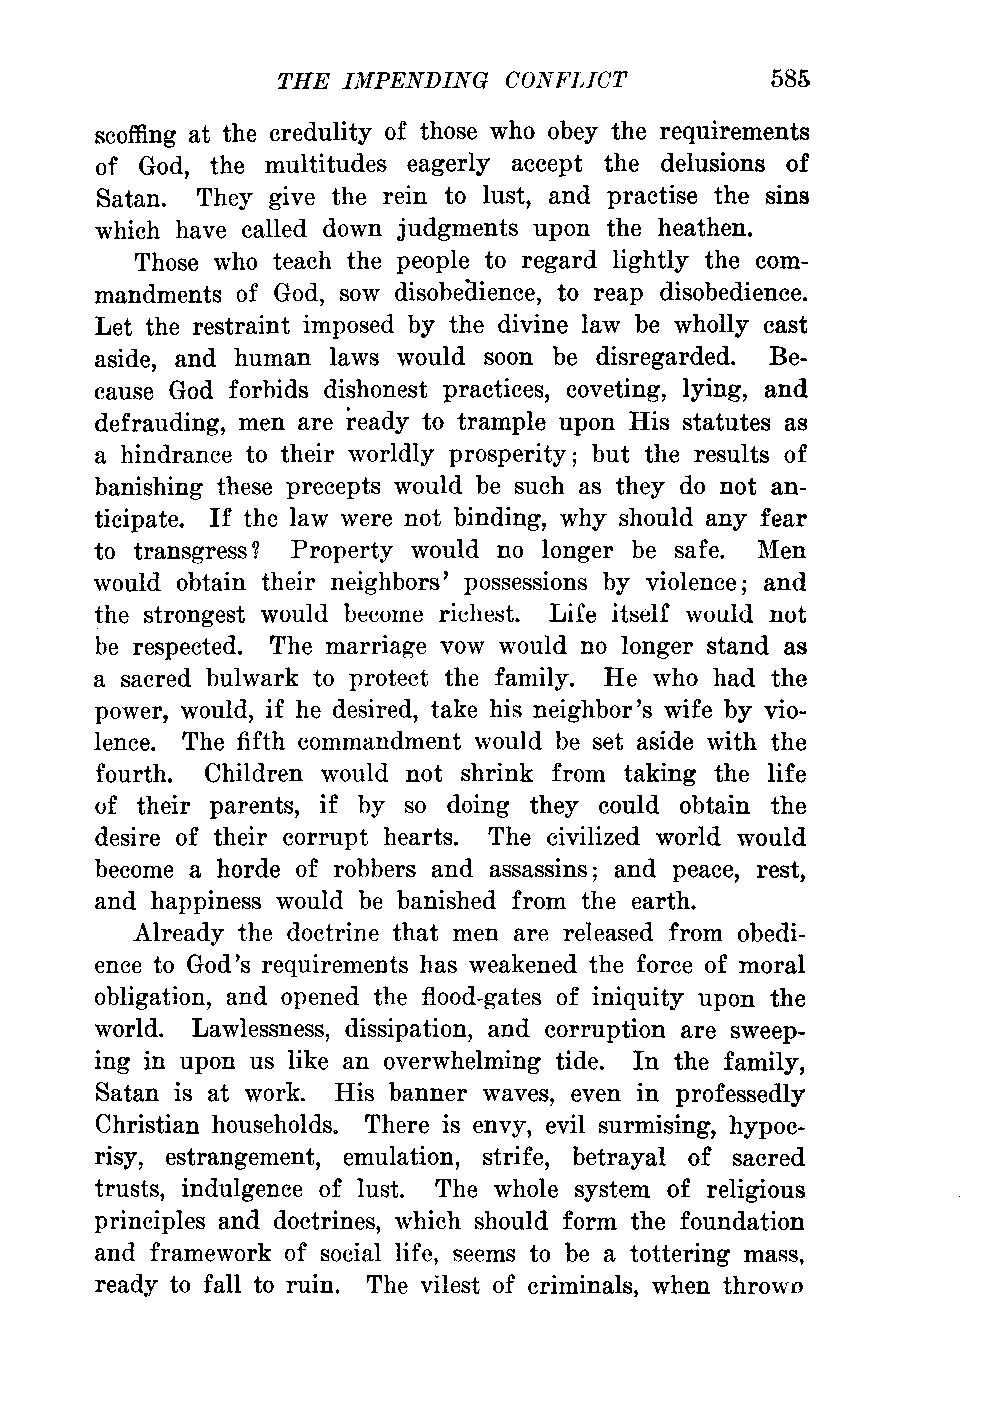 THE IMPENDING CONFLICT 585
scoffing at the credulity of those who obey the requirements
of God, the multitudes eagerly accept the delusions of
Satan. They give the rein to lust, and practise the sins
which have called down judgments upon the heathen.
Those who teach the people to regard lightly the com-
mandments of God, sow disobedience, to reap disobedience.
Let the restraint imposed by the divine law be wholly cast
aside, and human laws would soon be disregarded. Be-
cause God forbids dishonest practices, coveting, lying, and
defrauding, men are ready to trample upon His statutes as
a hindrance to their worldly prosperity; but the results of
banishing these precepts would be such as they do not an-
ticipate. If the law were not binding, why should any fear
to transgress? Property would no longer be safe. Men
would obtain their neighbors' possessions by violence; and
the strongest would become richest. Life itself would not
be respected. The marriage vow would no longer stand as
a sacred bulwark to protect the family. He who had the
power, would, if he desired, take his neighbor's wife by vio-
lence. The fifth commandment would be set aside with the
fourth. Children would not shrink from taking the life
of their parents, if by so doing they could obtain the
desire of their corrupt hearts. The civilized world would
become a horde of robbers and assassins; and peace, rest,
and happiness would be banished from the earth.
Already the doctrine that men are released from obedi-
ence to God's requirements has weakened the force of moral
obligation, and opened the flood-gates of iniquity upon the
world. Lawlessness, dissipation, and corruption are sweep-
ing in upon us like an overwhelming tide. In the family,
Satan is at work. His banner waves, even in professedly
Christian households. There is envy, evil surmising, hypoc-
risy, estrangement, emulation, strife, betrayal of sacred
trusts, indulgence of lust. The whole system of religious
principles and doctrines, which should form the foundation
and framework of social life, seems to be a tottering mass,
ready to fall to ruin. The vilest of criminals, when thrown